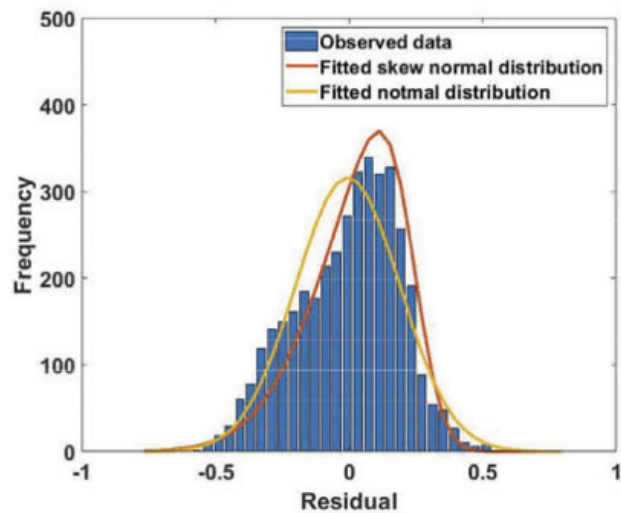 500
400
300
200
100
0
Frequency
Observed data
Fitted skew normal distribution
Fitted notmal distribution
-1
-0.5
0
0.5
1
Residual